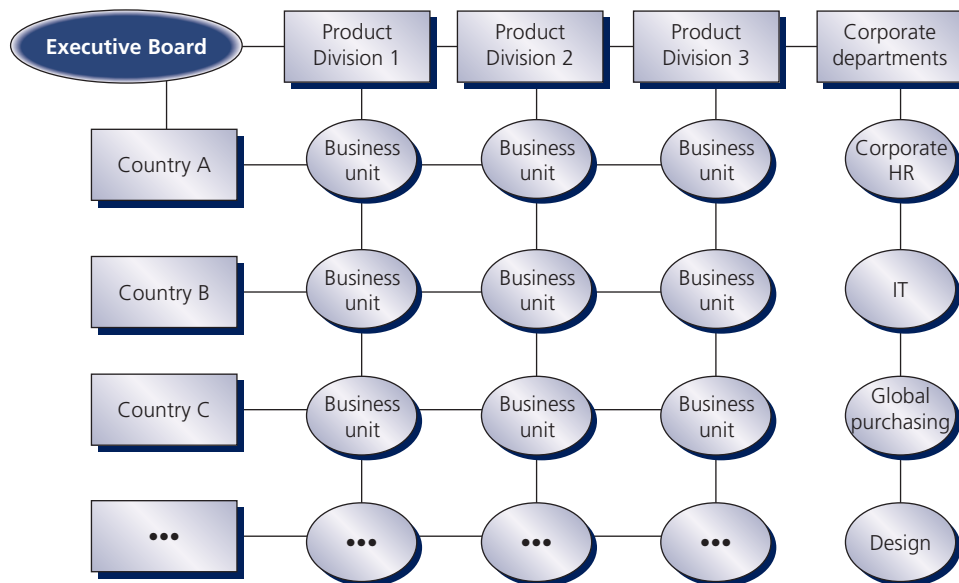 Executive Board
Product
Division 1
Product
Division 2
Product
Division 3
Corporate
departments
Country A
Business
unit
Business
unit
Business
unit
Corporate
HR
Country B
Business
unit
Business
unit
Business
unit
IT
Country C
Business
unit
Business
unit
Business
unit
Global
purchasing
•••
•••
•••
•••
Design